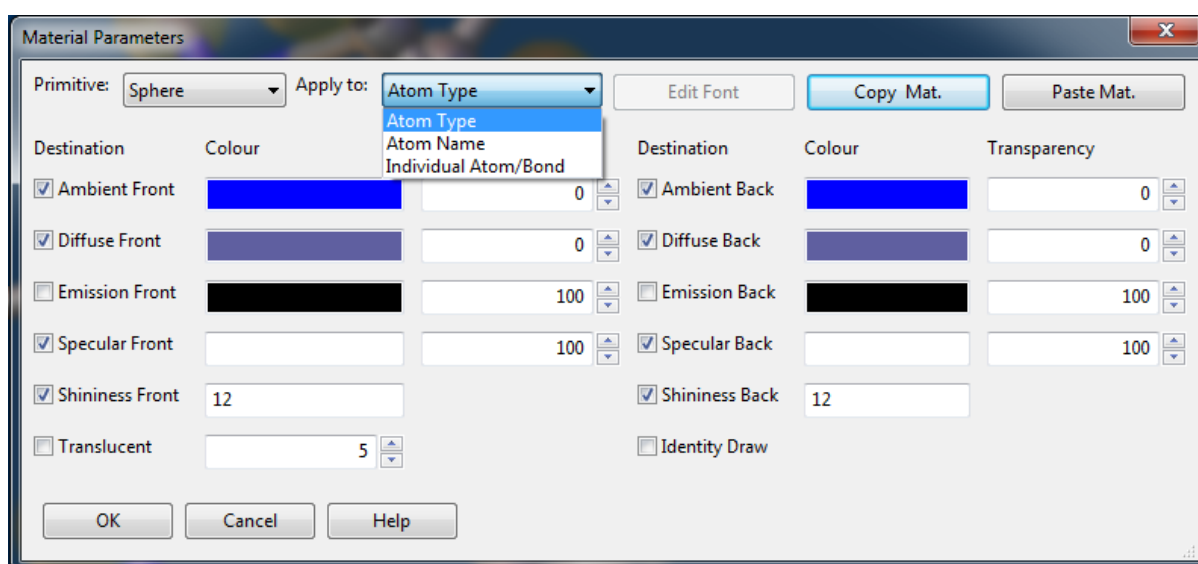 Material Parameters
Primitive: Sphere Apply to: Atom Type Edit Font Copy Mat. Paste Mat.
Atom Type
Atom Name
Individual Atom/Bond
Destination Colour Destination Colour Transparency
Ambient Front 0 Ambient Back 0
Diffuse Front 0 Diffuse Back 0
Emission Front 100 Emission Back 100
Specular Front 100 Specular Back 100
Shininess Front 12 Shininess Back 12
Translucent 5 Identity Draw
OK Cancel Help